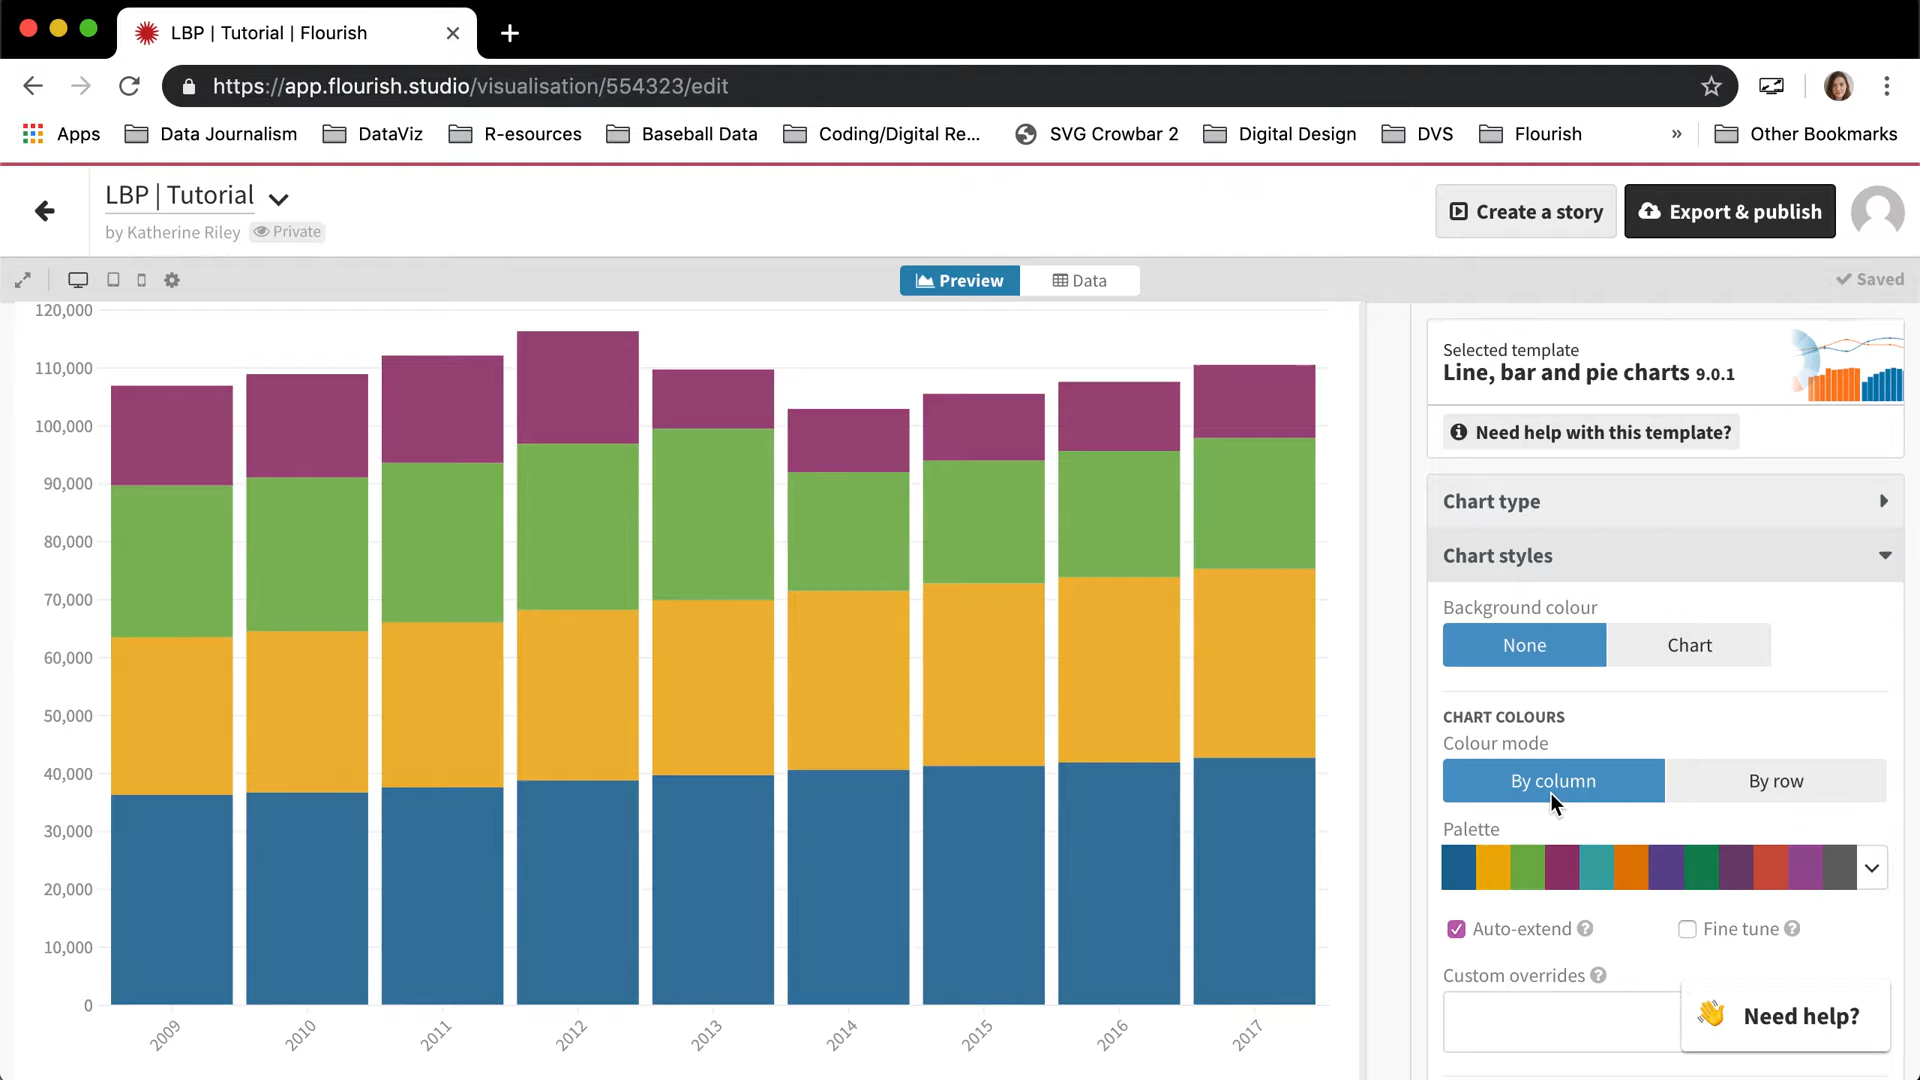 LBP | Tutorial | Flourish
https://app.flourish.studio/visualisation/554323/edit
Apps Data Journalism DataViz R-esources Baseball Data Coding/Digital Re... SVG Crowbar 2 Digital Design DVS Flourish » Other Bookmarks
LBP | Tutorial
by Katherine Riley Private
Create a story
Export & publish
Preview
Data
Saved
120,000
110,000
100,000
90,000
80,000
70,000
60,000
50,000
40,000
30,000
20,000
10,000
0
2009 2010 2011 2012 2013 2014 2015 2016 2017
Selected template
Line, bar and pie charts 9.0.1
Need help with this template?
Chart type
Chart styles
Background colour
None Chart
CHART COLOURS
Colour mode
By column By row
Palette
Auto-extend ? Fine tune ?
Custom overrides ?
Need help?